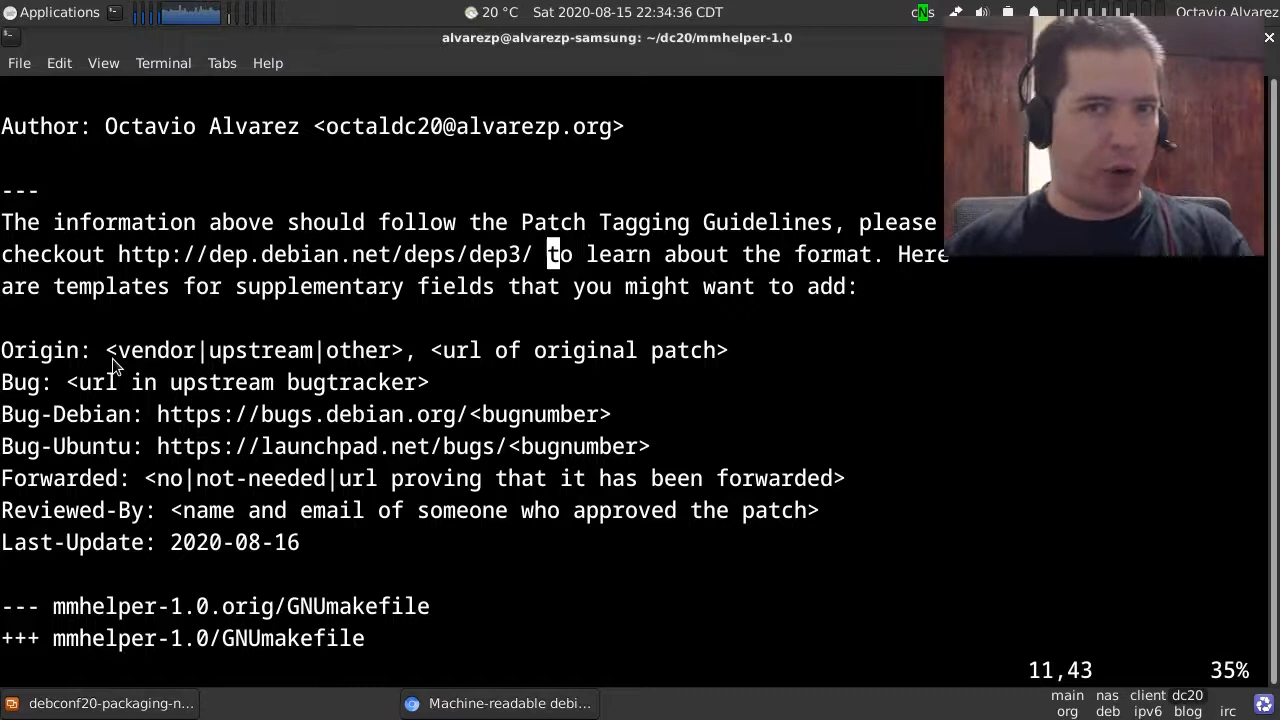 Applications
20 °C
Sat 2020-08-15 22:34:36 CDT
Octavio Alvarez
alvarezp@alvarezp-samsung: ~/dc20/mmhelper-1.0
File Edit View Terminal Tabs Help
Author: Octavio Alvarez <octaldc20@alvarezp.org>
---
The information above should follow the Patch Tagging Guidelines, please
checkout http://dep.debian.net/deps/dep3/ to learn about the format. Here
are templates for supplementary fields that you might want to add:
Origin: <vendor|upstream|other>, <url of original patch>
Bug: <url in upstream bugtracker>
Bug-Debian: https://bugs.debian.org/<bugnumber>
Bug-Ubuntu: https://launchpad.net/bugs/<bugnumber>
Forwarded: <no|not-needed|url proving that it has been forwarded>
Reviewed-By: <name and email of someone who approved the patch>
Last-Update: 2020-08-16
--- mmhelper-1.0.orig/GNUmakefile
+++ mmhelper-1.0/GNUmakefile
11,43 35%
debconf20-packaging-n...
Machine-readable debi...
main nas client dc20
org deb ipv6 blog irc